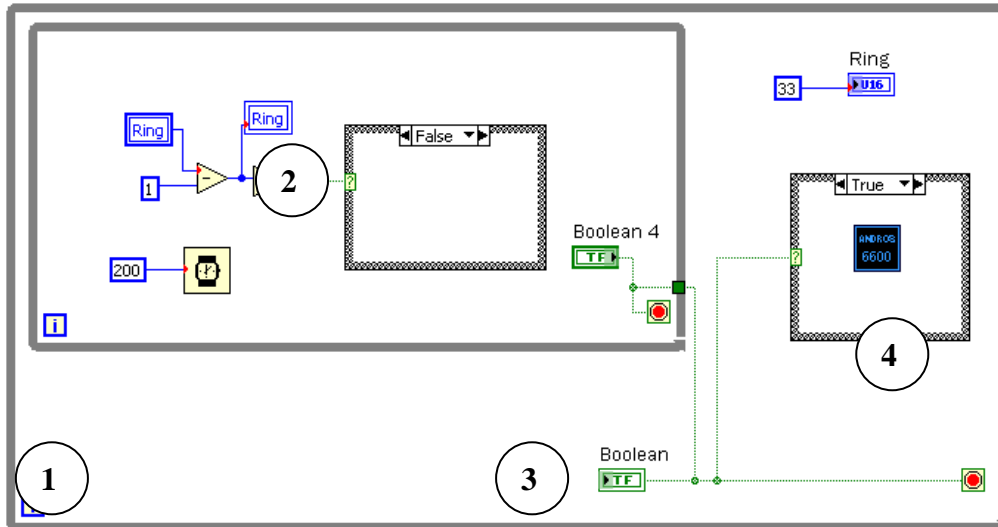 Ring
33
U16
Ring
Ring
False
1
2
?
True
Boolean 4
ANDROS
6600
200
TF
?
i
4
Boolean
1
3
TF